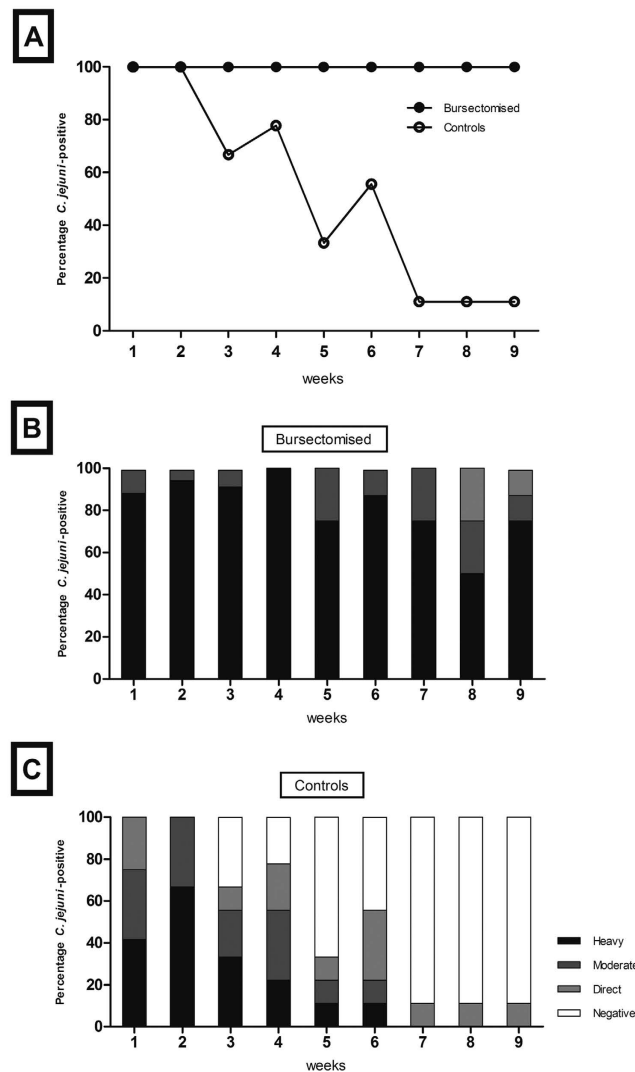 A
Percentage C. jejuni-positive
100
80
60
40
20
0
Bursectomised
Controls
1 2 3 4 5 6 7 8 9
weeks
B
Bursectomised
Percentage C. jejuni-positive
100
80
60
40
20
0
1 2 3 4 5 6 7 8 9
weeks
C
Controls
Percentage C. jejuni-positive
100
80
60
40
20
0
1 2 3 4 5 6 7 8 9
weeks
Heavy
Moderate
Direct
Negative